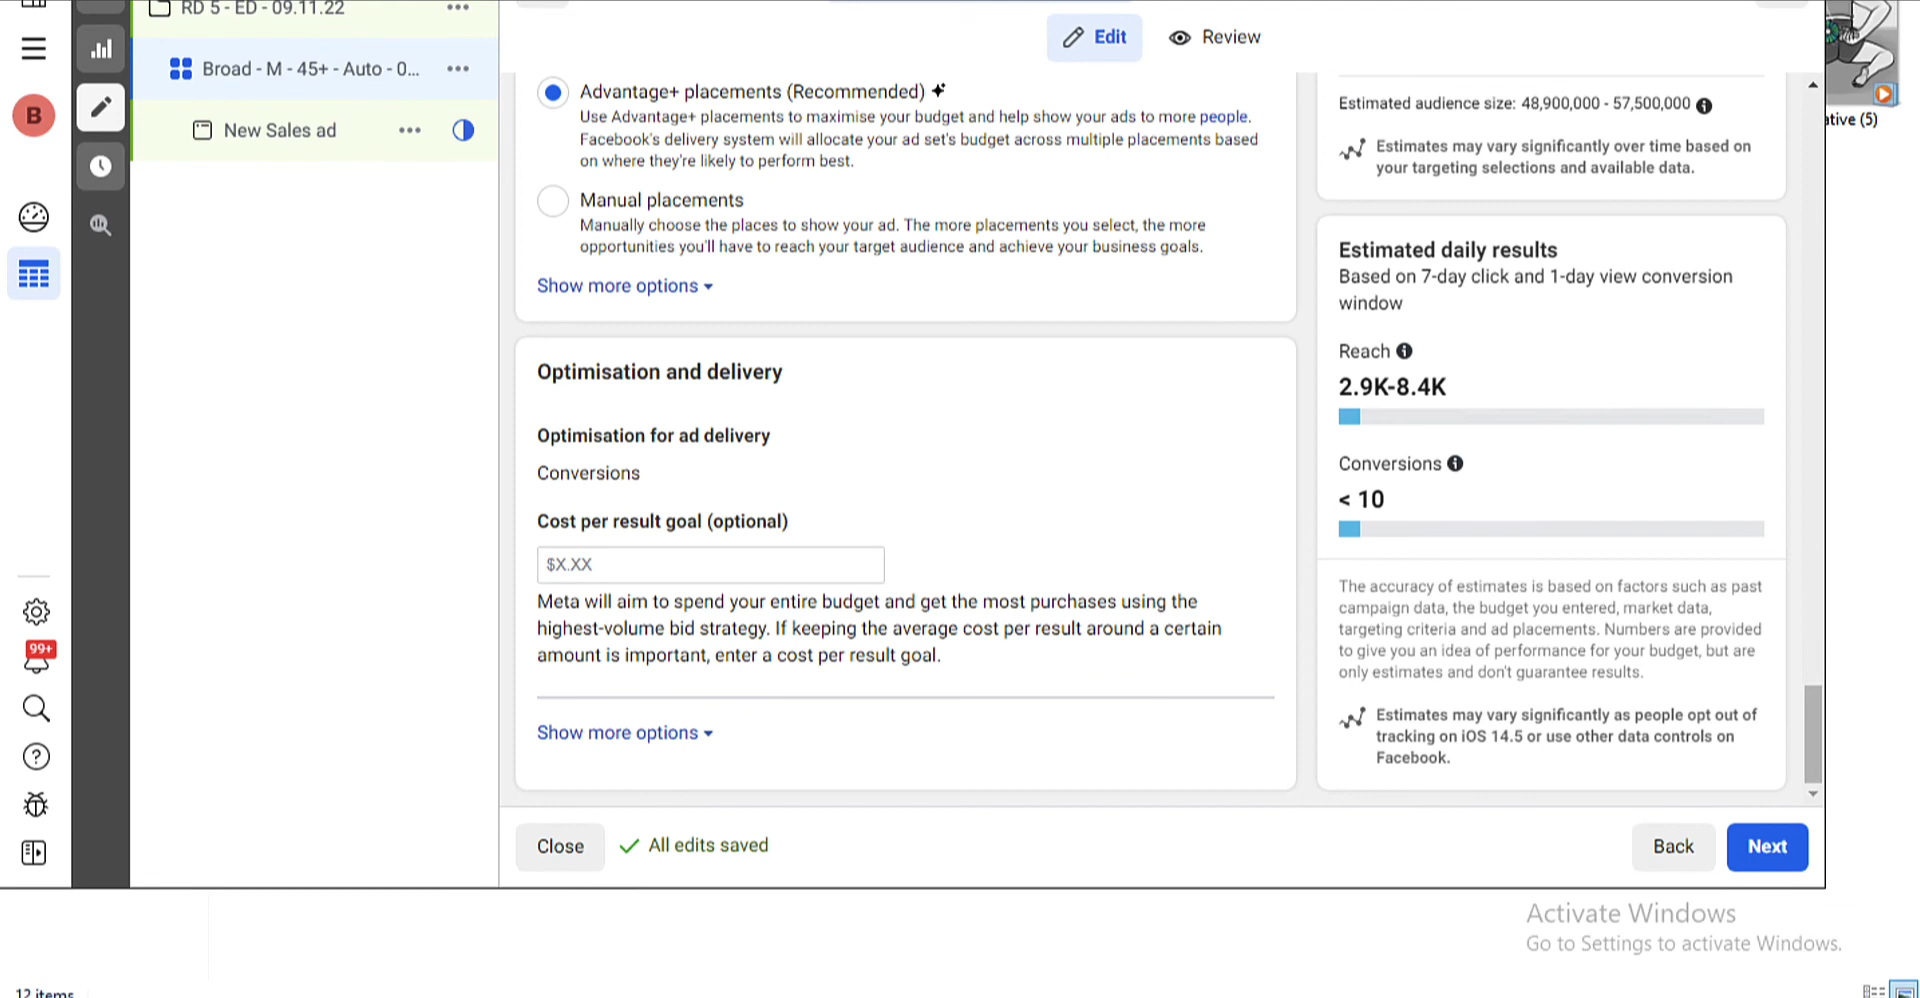 RD 5 - ED - 09.11.22
Broad - M - 45+ - Auto - 0...
New Sales ad
B
99+
Edit
Review
Advantage+ placements (Recommended)
Use Advantage+ placements to maximise your budget and help show your ads to more people.
Facebook's delivery system will allocate your ad set's budget across multiple placements based
on where they're likely to perform best.
Manual placements
Manually choose the places to show your ad. The more placements you select, the more
opportunities you'll have to reach your target audience and achieve your business goals.
Show more options
Optimisation and delivery
Optimisation for ad delivery
Conversions
Cost per result goal (optional)
$X.XX
Meta will aim to spend your entire budget and get the most purchases using the
highest-volume bid strategy. If keeping the average cost per result around a certain
amount is important, enter a cost per result goal.
Show more options
Close
All edits saved
Back
Next
Estimated audience size: 48,900,000 - 57,500,000
Estimates may vary significantly over time based on
your targeting selections and available data.
Estimated daily results
Based on 7-day click and 1-day view conversion
window
Reach
2.9K-8.4K
Conversions
< 10
The accuracy of estimates is based on factors such as past
campaign data, the budget you entered, market data,
targeting criteria and ad placements. Numbers are provided
to give you an idea of performance for your budget, but are
only estimates and don't guarantee results.
Estimates may vary significantly as people opt out of
tracking on iOS 14.5 or use other data controls on
Facebook.
ative (5)
Activate Windows
Go to Settings to activate Windows.
12 items